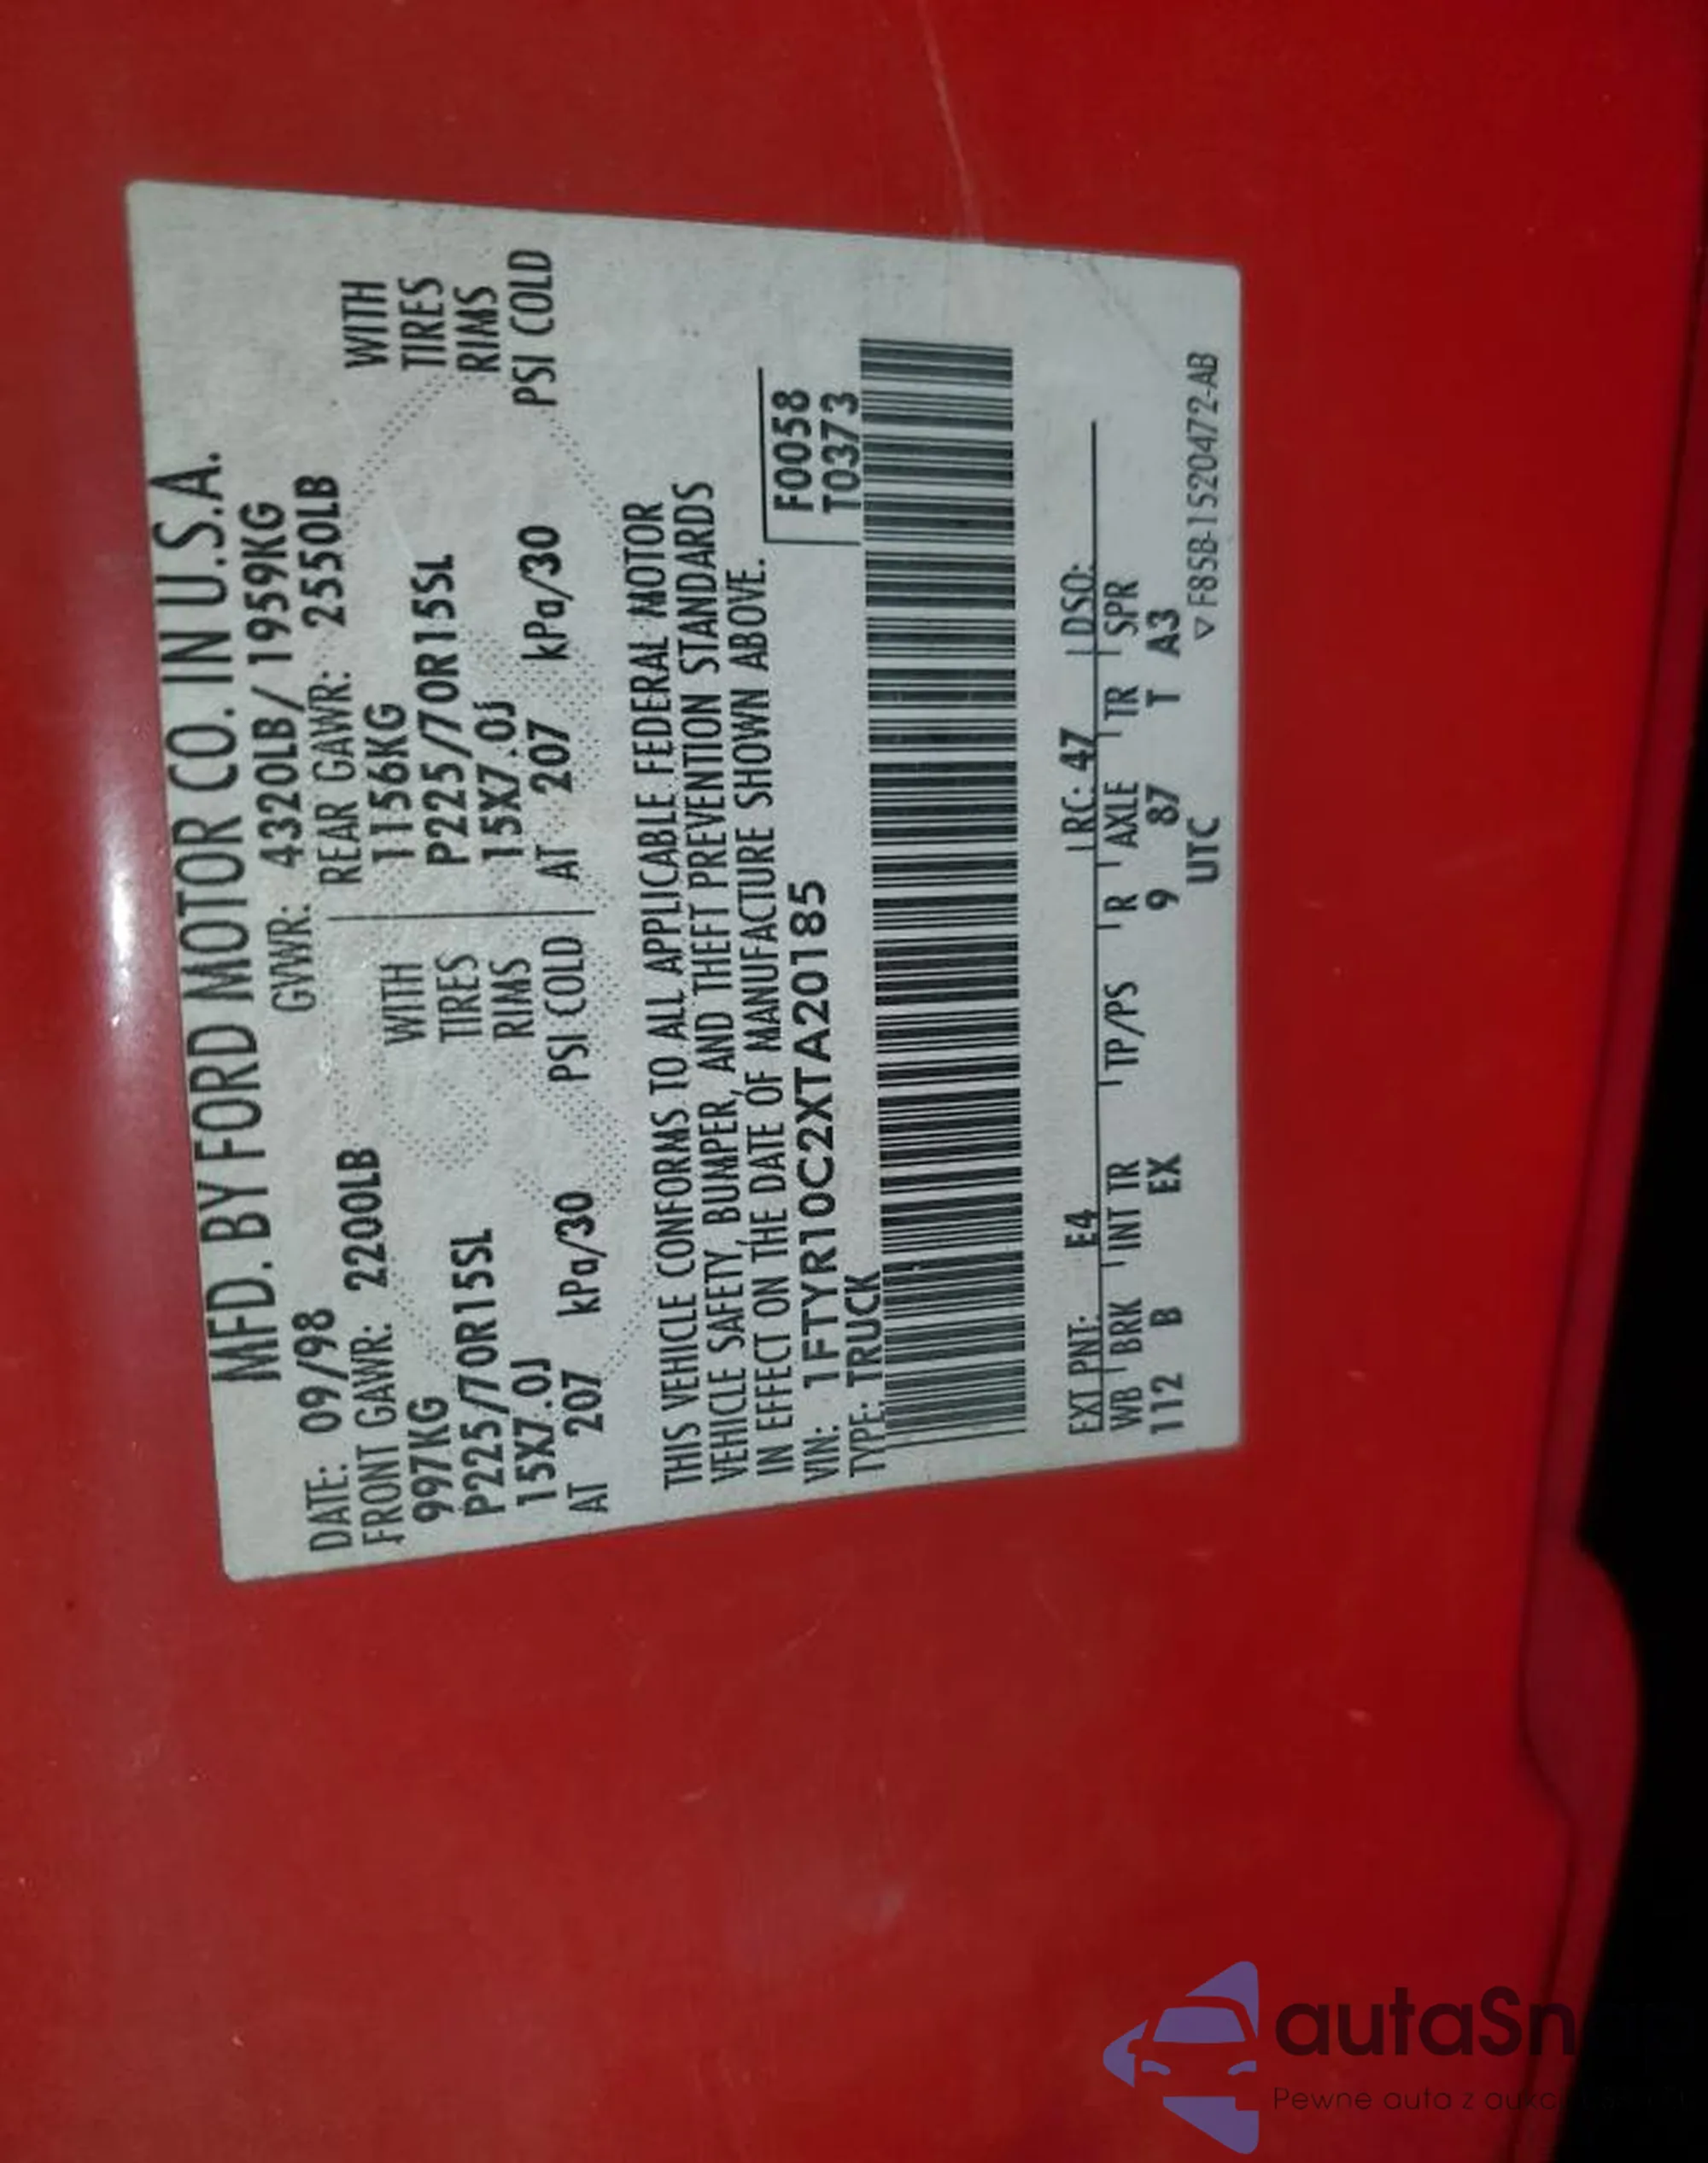 MFD. BY FORD MOTOR CO. IN U.S.A.
DATE: 09/98 GVWR: 4320LB/ 1959KG
FRONT GAWR: 2200LB REAR GAWR: 2550LB
997KG WITH 1156KG WITH
P225/70R15SL TIRES P225/70R15SL TIRES
15X7.0J RIMS 15X7.0J RIMS
AT 207 kPa/30 PSI COLD AT 207 kPa/30 PSI COLD
THIS VEHICLE CONFORMS TO ALL APPLICABLE FEDERAL MOTOR
VEHICLE SAFETY, BUMPER, AND THEFT PREVENTION STANDARDS
IN EFFECT ON THE DATE OF MANUFACTURE SHOWN ABOVE.
VIN: 1FTYR10C2XTA20185 F0058
TYPE: TRUCK T0373
EXT PNT: E4 RC: 47 DSO:
WB BRK INT TR TP/PS R AXLE TR SPR
112 B EX 9 87 T A3
UTC ▽ F85B-1520472-AB
Pewne auta z